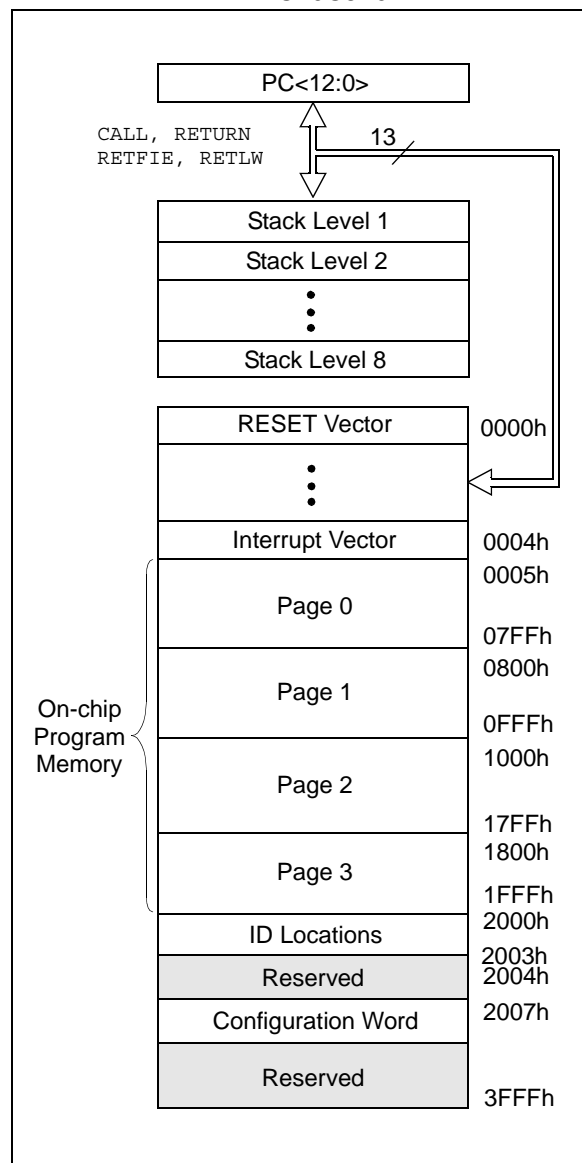 PC<12:0>
CALL, RETURN
RETFIE, RETLW
13
Stack Level 1
Stack Level 2
Stack Level 8
RESET Vector
0000h
Interrupt Vector
0004h
0005h
Page 0
07FFh
0800h
Page 1
0FFFh
On-chip
Program
Memory
1000h
Page 2
17FFh
1800h
Page 3
1FFFh
2000h
ID Locations
2003h
Reserved
2004h
Configuration Word
2007h
Reserved
3FFFh